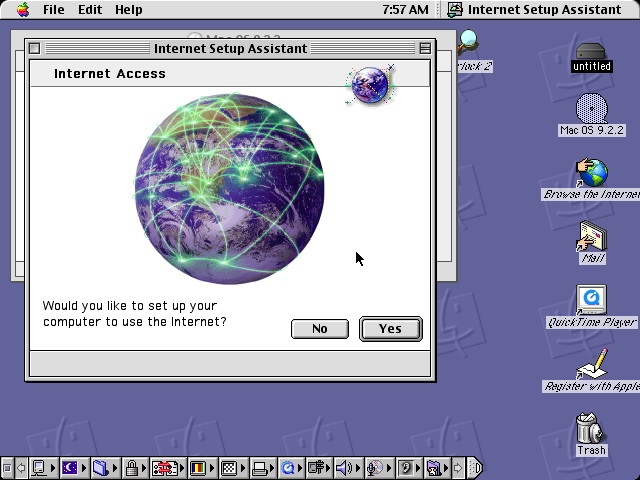 File Edit Help
7:57 AM
Internet Setup Assistant
Mac OS 9.2.2
Internet Setup Assistant
Internet Access
Would you like to set up your
computer to use the Internet?
No
Yes
rlock 2
untitled
Mac OS 9.2.2
Browse the Internet
Mail
QuickTime Player
Register with Apple
Trash